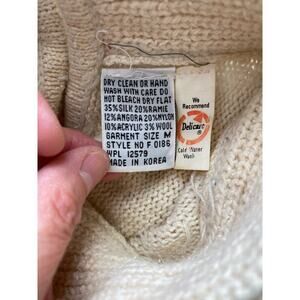 DRY CLEAN OR HAND
WASH WITH CARE DO
NOT BLEACH DRY FLAT
35% SILK 20% RAMIE
12% ANGORA 20% NYLON
10% ACRYLIC 3% WOOL
GARMENT SIZE M
STYLE NO F 0186
WPL 12579
MADE IN KOREA
We
Recommend
Delicare
Cold Water
Wash